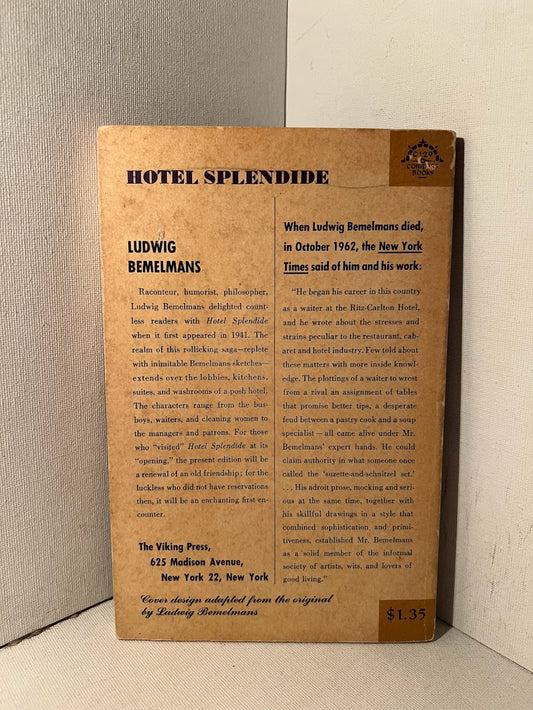 C129
COMPASS
BOOKS
HOTEL SPLENDIDE
LUDWIG
BEMELMANS
Raconteur, humorist, philosopher,
Ludwig Bemelmans delighted count-
less readers with Hotel Splendide
when it first appeared in 1941. The
realm of this rollicking saga—replete
with inimitable Bemelmans sketches—
extends over the lobbies, kitchens,
suites, and washrooms of a posh hotel.
The characters range from the bus-
boys, waiters, and cleaning women to
the managers and patrons. For those
who "visited" Hotel Splendide at its
"opening," the present edition will be
a renewal of an old friendship; for the
luckless who did not have reservations
then, it will be an enchanting first en-
counter.
The Viking Press,
625 Madison Avenue,
New York 22, New York
When Ludwig Bemelmans died,
in October 1962, the New York
Times said of him and his work:
"He began his career in this country
as a waiter at the Ritz-Carlton Hotel,
and he wrote about the stresses and
strains peculiar to the restaurant, cab-
aret and hotel industry. Few told about
these matters with more inside knowl-
edge. The plottings of a waiter to wrest
from a rival an assignment of tables
that promise better tips, a desperate
feud between a pastry cook and a soup
specialist—all came alive under Mr.
Bemelmans' expert hands. He could
claim authority in what someone once
called the 'suzette-and-schnitzel set.'
. . . His adroit prose, mocking and seri-
ous at the same time, together with
his skillful drawings in a style that
combined sophistication and primi-
tiveness, established Mr. Bemelmans
as a solid member of the informal
society of artists, wits, and lovers of
good living."
Cover design adapted from the original
by Ludwig Bemelmans
$1.35